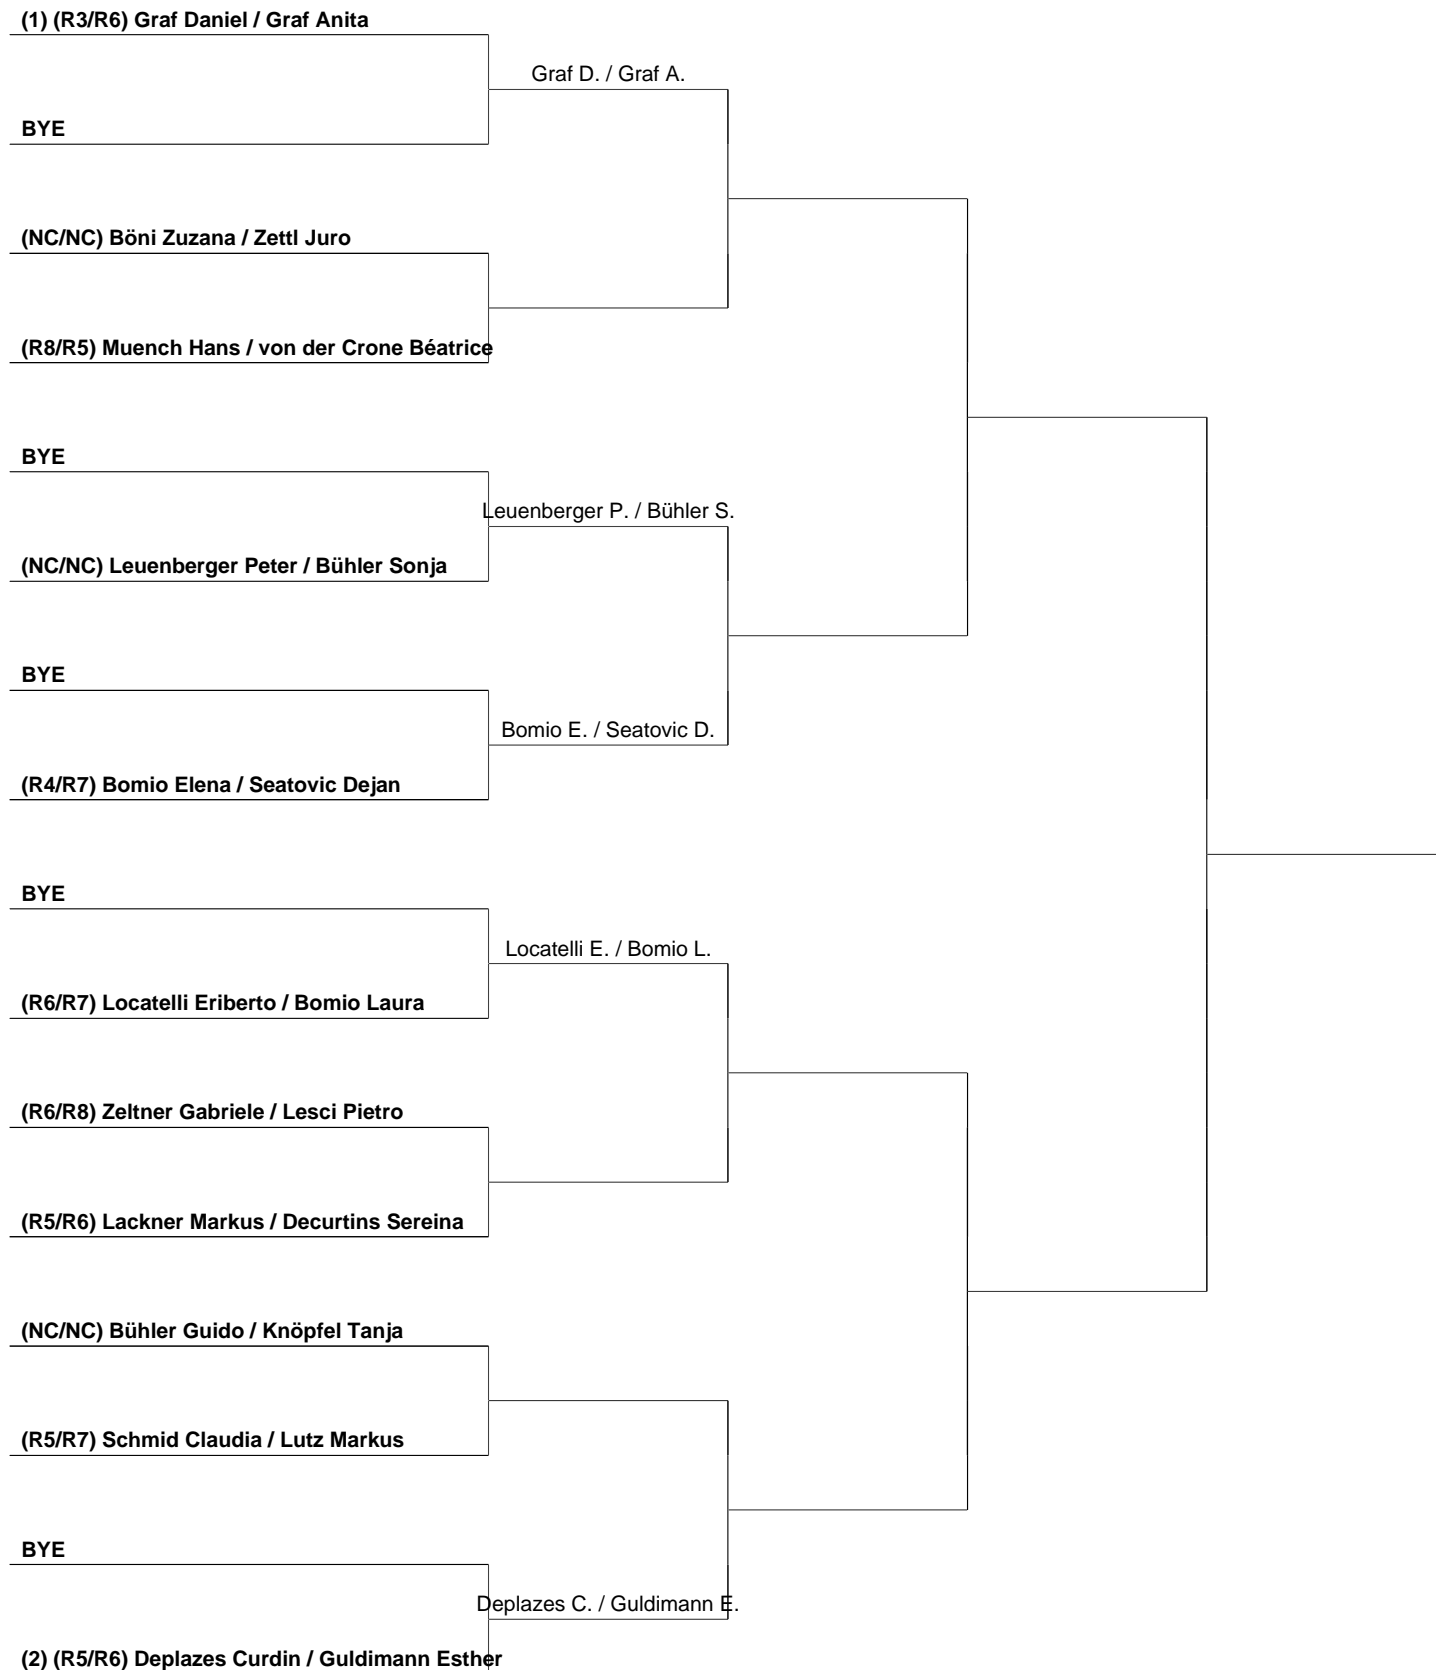 (1) (R3/R6) Graf Daniel / Graf Anita
Graf D. / Graf A.
BYE
(NC/NC) Böni Zuzana / Zettl Juro
(R8/R5) Muench Hans / von der Crone Béatrice
BYE
Leuenberger P. / Bühler S.
(NC/NC) Leuenberger Peter / Bühler Sonja
BYE
Bomio E. / Seatovic D.
(R4/R7) Bomio Elena / Seatovic Dejan
BYE
Locatelli E. / Bomio L.
(R6/R7) Locatelli Eriberto / Bomio Laura
(R6/R8) Zeltner Gabriele / Lesci Pietro
(R5/R6) Lackner Markus / Decurtins Sereina
(NC/NC) Bühler Guido / Knöpfel Tanja
(R5/R7) Schmid Claudia / Lutz Markus
BYE
Deplazes C. / Guldimann E.
(2) (R5/R6) Deplazes Curdin / Guldimann Esther